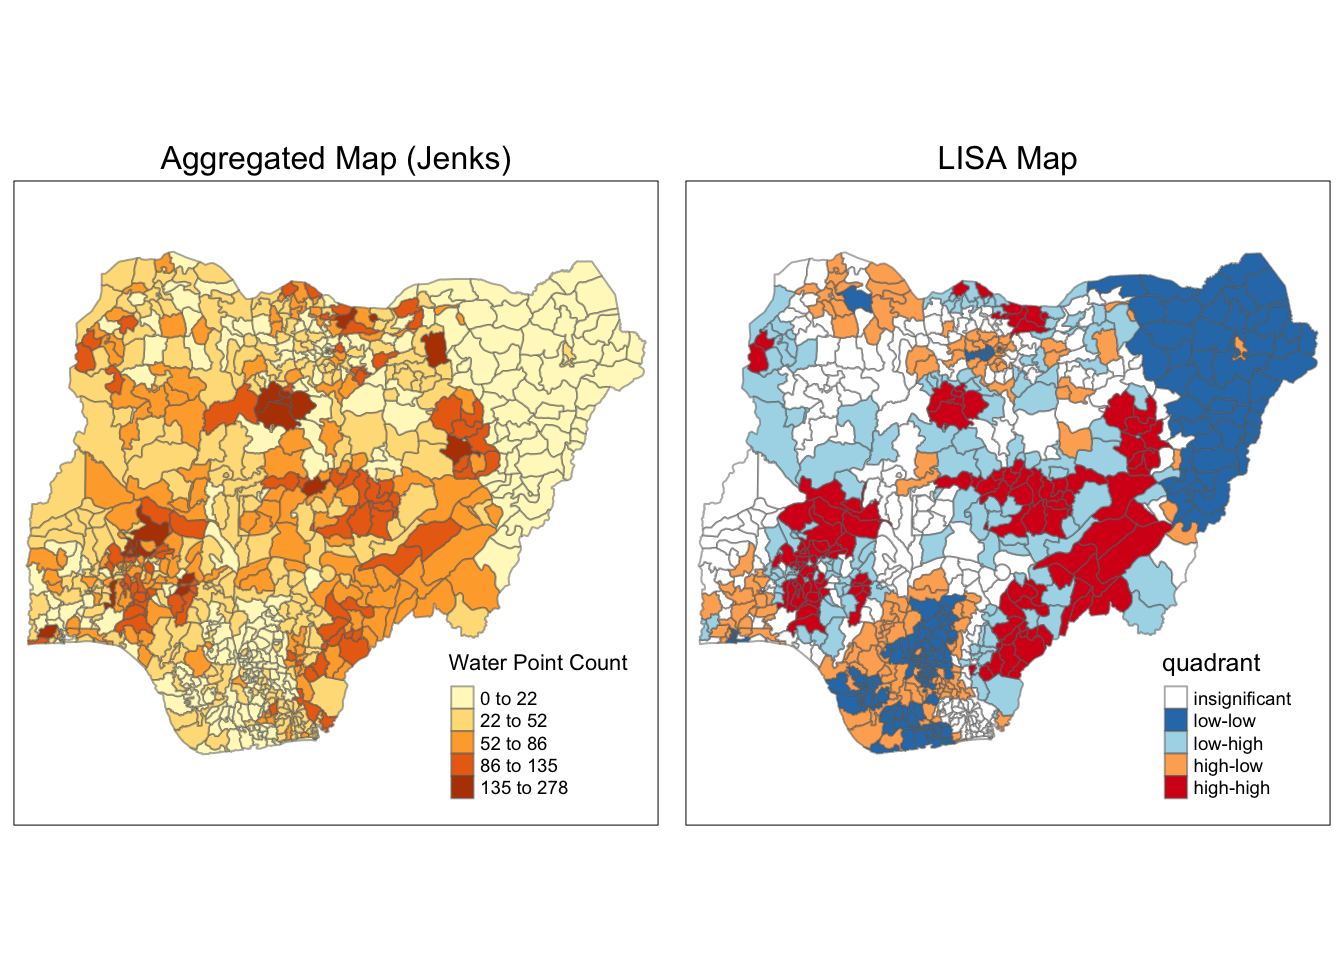 Aggregated Map (Jenks)
Water Point Count
0 to 22
22 to 52
52 to 86
86 to 135
135 to 278
LISA Map
quadrant
insignificant
low-low
low-high
high-low
high-high